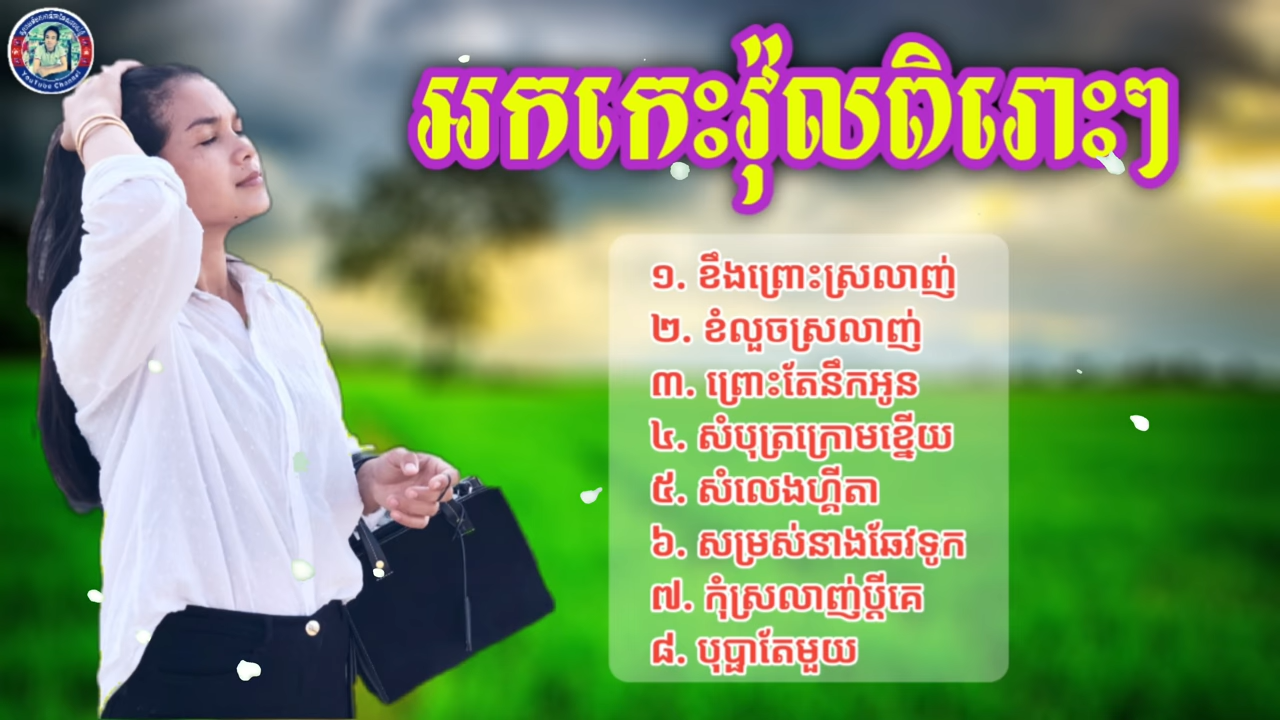 YouTube Channel
អកកេះវ៉ុលពិរោះៗ
១. ខឹងព្រោះស្រលាញ់
២. ខំលួចស្រលាញ់
៣. ព្រោះតែនឹកអូន
៤. សំបុត្រក្រោមខ្នើយ
៥. សំលេងហ្គីតា
៦. សម្រស់នាងឆែវទូក
៧. កុំស្រលាញ់ប្តីគេ
៨. បុប្ផាតែមួយ